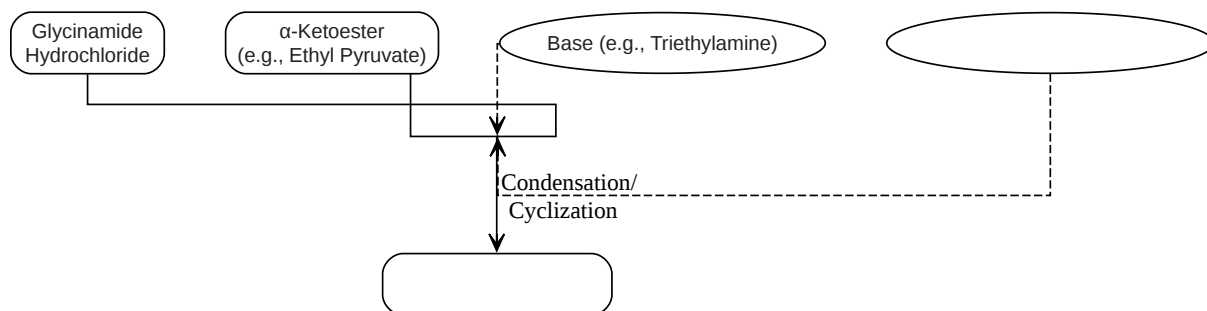 Glycinamide
Hydrochloride
α-Ketoester
(e.g., Ethyl Pyruvate)
Base (e.g., Triethylamine)
Condensation/
Cyclization